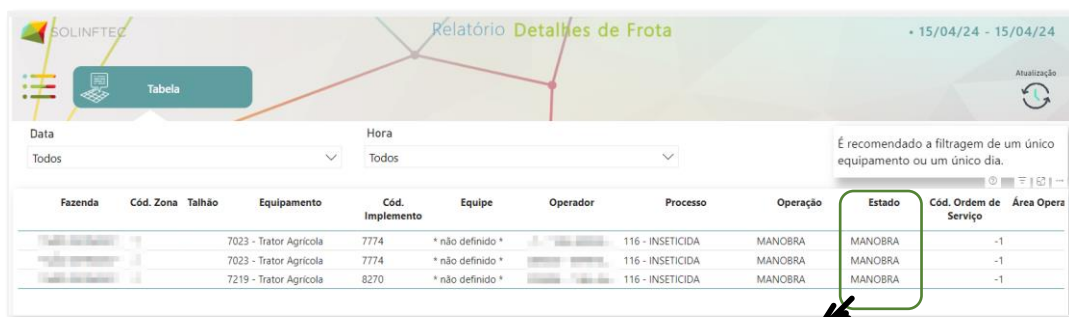 SOLINFTEC
Relatório Detalhes de Frota
• 15/04/24 - 15/04/24
Tabela
Atualização
Data
Hora
Todos
Todos
É recomendado a filtragem de um único
equipamento ou um único dia.
Fazenda Cód. Zona Talhão Equipamento Cód. Implemento Equipe Operador Processo Operação Estado Cód. Ordem de Serviço Área Opera
7023 - Trator Agrícola 7774 * não definido * 116 - INSETICIDA MANOBRA MANOBRA -1
7023 - Trator Agrícola 7774 * não definido * 116 - INSETICIDA MANOBRA MANOBRA -1
7219 - Trator Agrícola 8270 * não definido * 116 - INSETICIDA MANOBRA MANOBRA -1